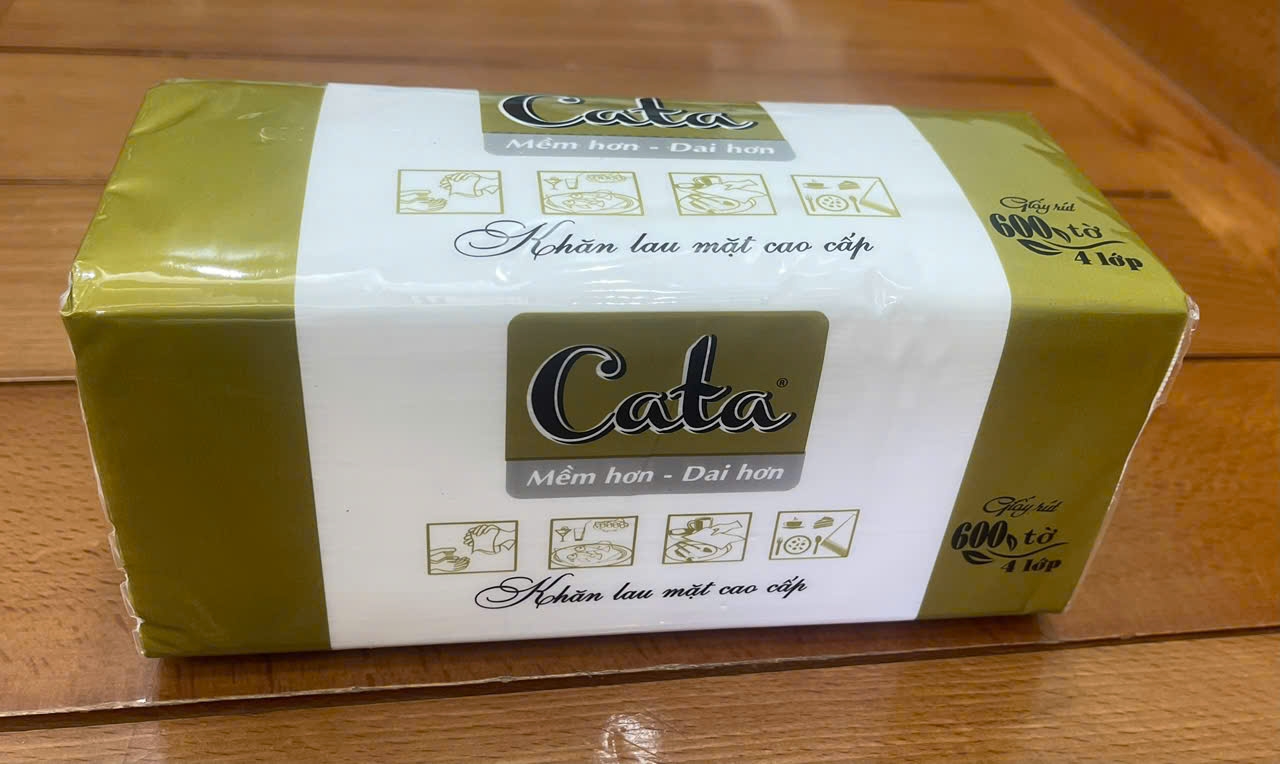 Cata
Mềm hơn - Dai hơn
Khăn lau mặt cao cấp
Giấy rút
600 tờ
4 lớp
Cata®
Mềm hơn - Dai hơn
Khăn lau mặt cao cấp
Giấy rút
600 tờ
4 lớp